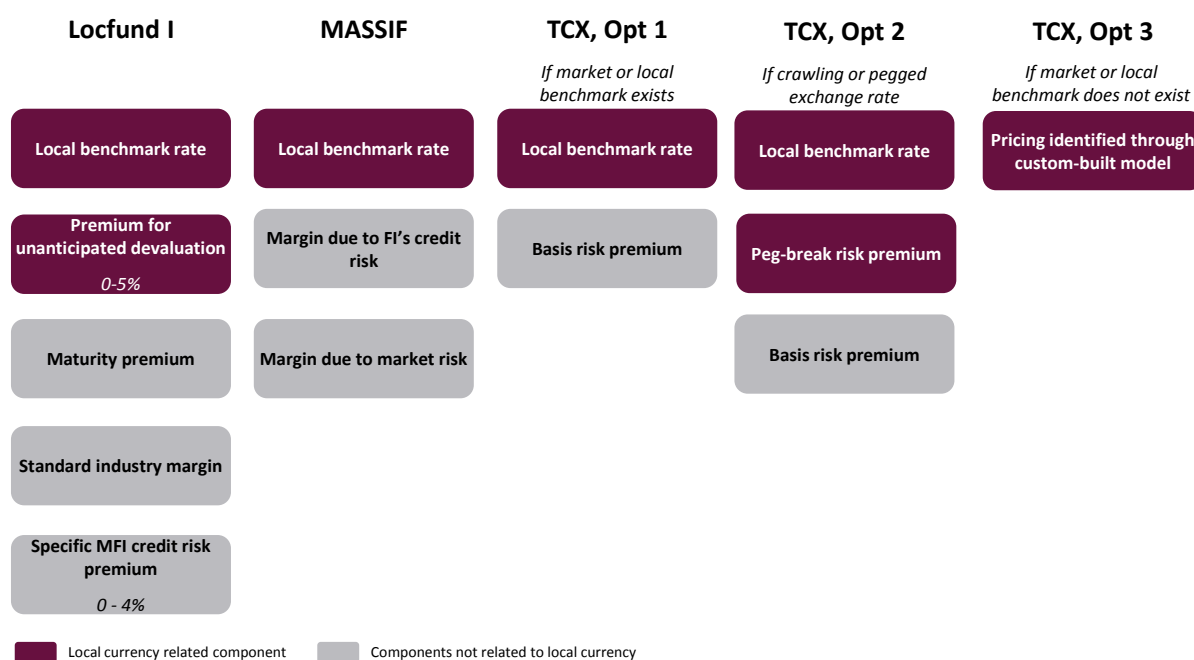 Locfund I
MASSIF
TCX, Opt 1
If market or local
benchmark exists
TCX, Opt 2
If crawling or pegged
exchange rate
TCX, Opt 3
If market or local
benchmark does not exist
Local benchmark rate
Local benchmark rate
Local benchmark rate
Local benchmark rate
Pricing identified through
custom-built model
Premium for
unanticipated devaluation
0-5%
Margin due to FI's credit
risk
Basis risk premium
Peg-break risk premium
Maturity premium
Margin due to market risk
Basis risk premium
Standard industry margin
Specific MFI credit risk
premium
0 - 4%
Local currency related component
Components not related to local currency